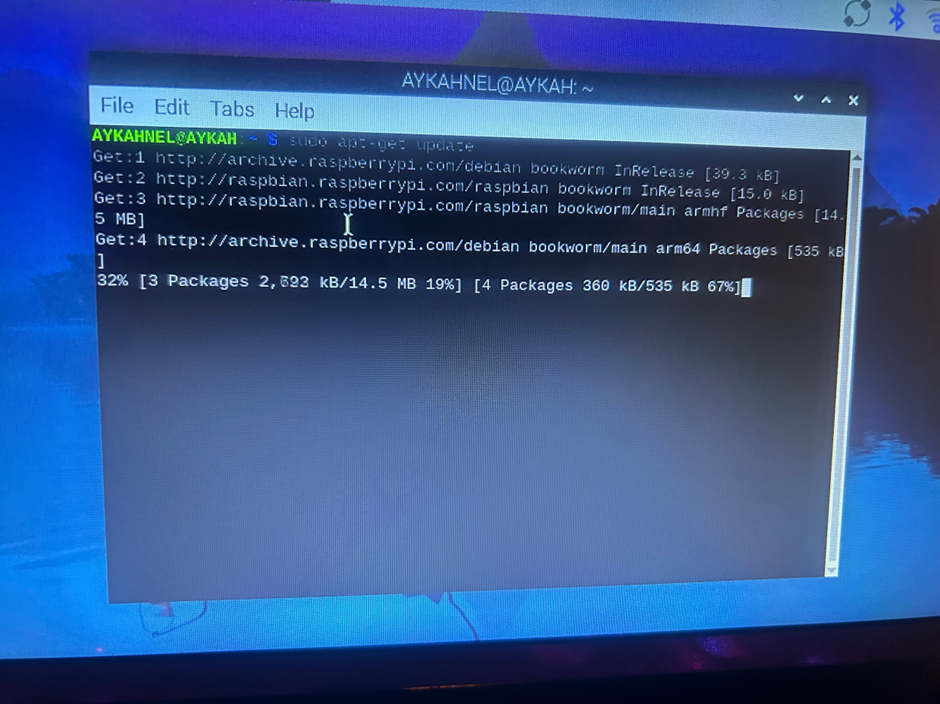 AYKAHNEL@AYKAH: ~
File Edit Tabs Help
AYKAHNEL@AYKAH:~ $ sudo apt-get update
Get:1 http://archive.raspberrypi.com/debian bookworm InRelease [39.3 kB]
Get:2 http://raspbian.raspberrypi.com/raspbian bookworm InRelease [15.0 kB]
Get:3 http://raspbian.raspberrypi.com/raspbian bookworm/main armhf Packages [14.
5 MB]
Get:4 http://archive.raspberrypi.com/debian bookworm/main arm64 Packages [535 kB
]
32% [3 Packages kB/14.5 MB 19%] [4 Packages 360 kB/535 kB 67%]